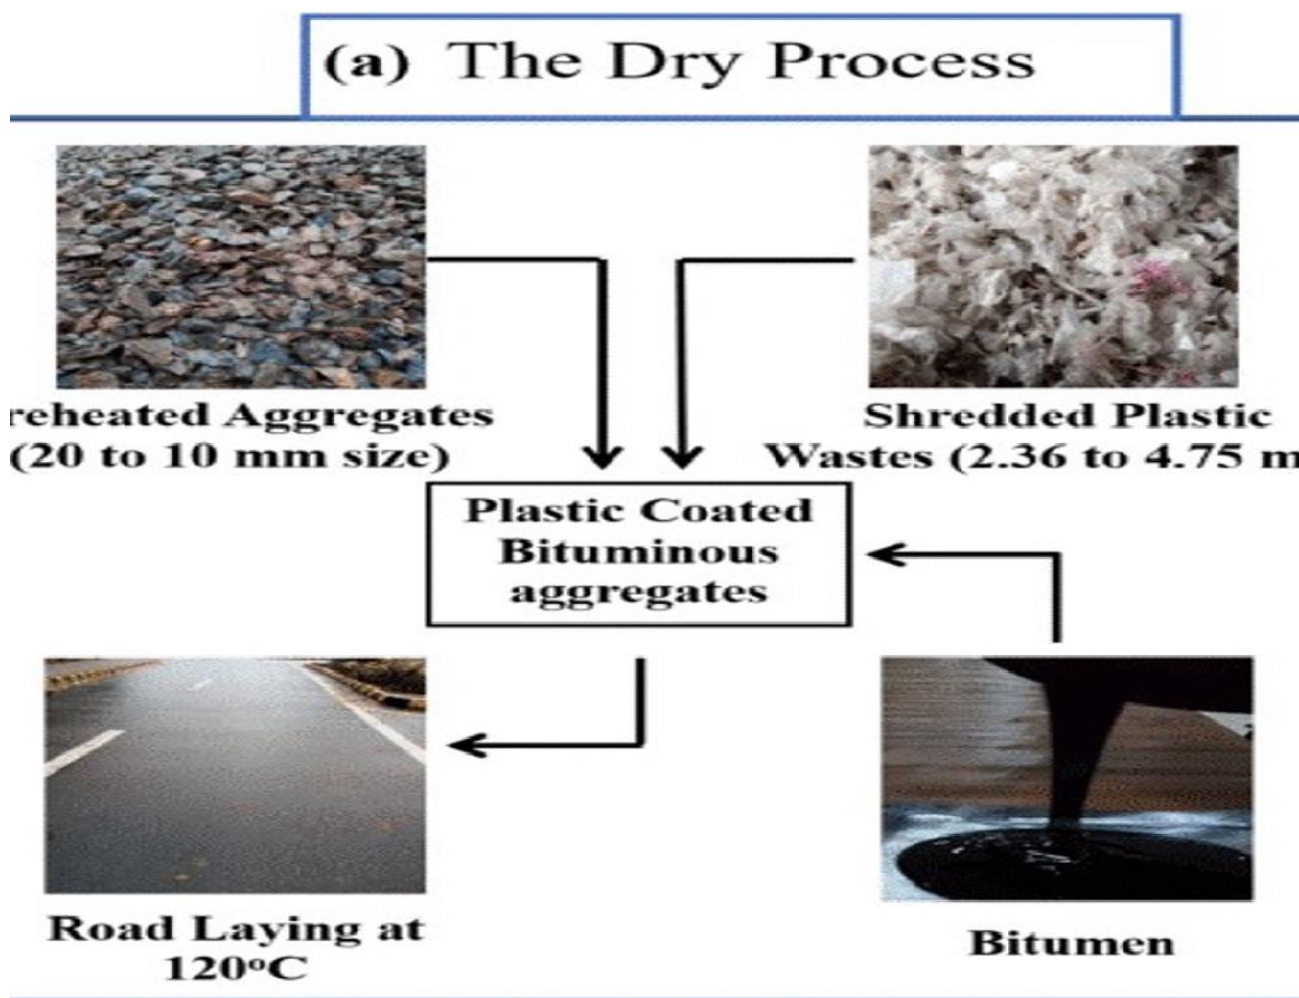 (a) The Dry Process
reheated Aggregates
(20 to 10 mm size)
Shredded Plastic
Wastes (2.36 to 4.75 m
Plastic Coated
Bituminous
aggregates
Road Laying at
120°C
Bitumen